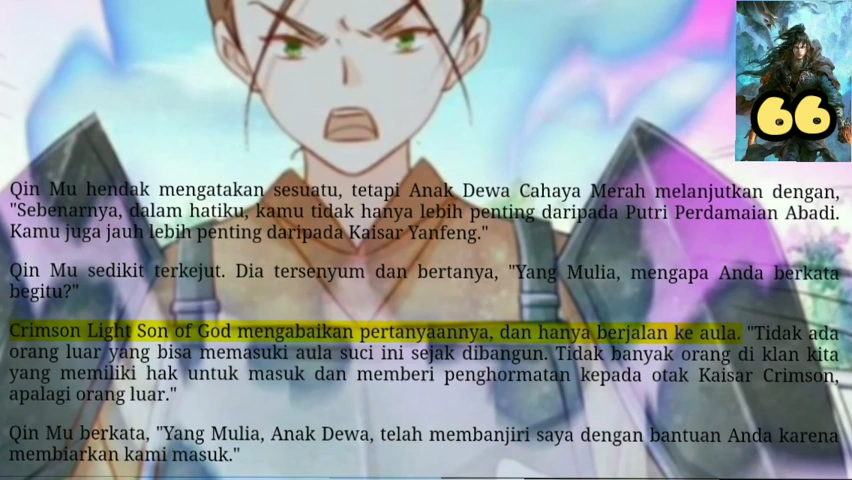 66
Qin Mu hendak mengatakan sesuatu, tetapi Anak Dewa Cahaya Merah melanjutkan dengan,
"Sebenarnya, dalam hatiku, kamu tidak hanya lebih penting daripada Putri Perdamaian Abadi.
Kamu juga jauh lebih penting daripada Kaisar Yanfeng."
Qin Mu sedikit terkejut. Dia tersenyum dan bertanya, "Yang Mulia, mengapa Anda berkata
begitu?"
Crimson Light Son of God mengabaikan pertanyaannya, dan hanya berjalan ke aula. "Tidak ada
orang luar yang bisa memasuki aula suci ini sejak dibangun. Tidak banyak orang di klan kita
yang memiliki hak untuk masuk dan memberi penghormatan kepada otak Kaisar Crimson,
apalagi orang luar."
Qin Mu berkata, "Yang Mulia, Anak Dewa, telah membanjiri saya dengan bantuan Anda karena
membiarkan kami masuk."